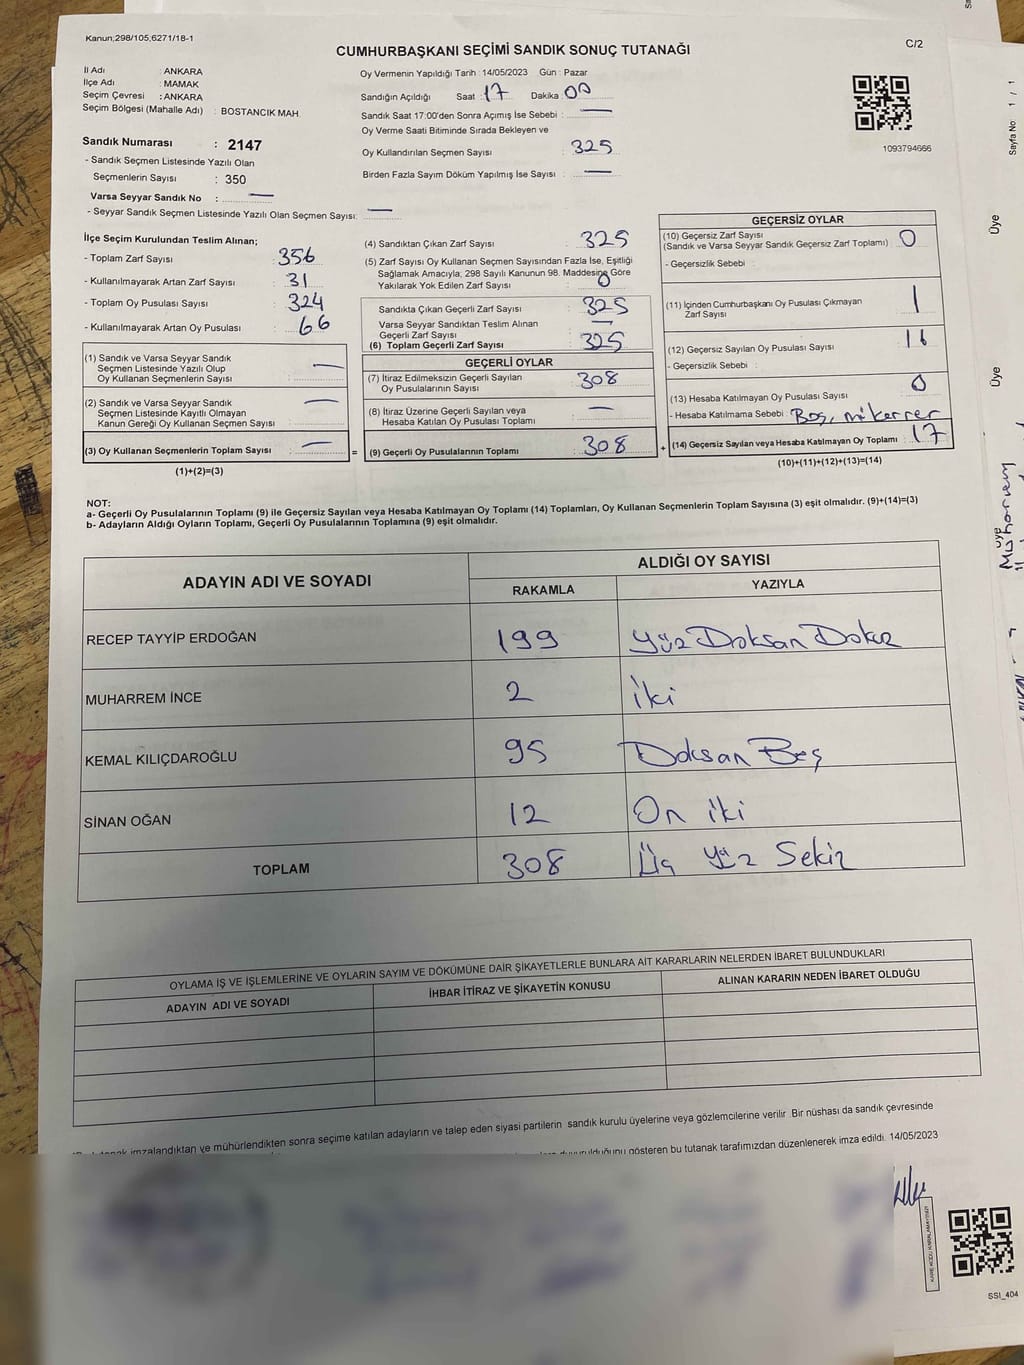 Kanun;298/105,6271/18-1
C/2
CUMHURBAŞKANI SEÇİMİ SANDIK SONUÇ TUTANAĞI
İl Adı : ANKARA
İlçe Adı : MAMAK
Seçim Çevresi : ANKARA
Seçim Bölgesi (Mahalle Adı) : BOSTANCIK MAH.
Sandık Numarası : 2147
- Sandık Seçmen Listesinde Yazılı Olan
Seçmenlerin Sayısı : 350
Varsa Seyyar Sandık No : —
- Seyyar Sandık Seçmen Listesinde Yazılı Olan Seçmen Sayısı: —
Oy Vermenin Yapıldığı Tarih : 14/05/2023 Gün : Pazar
Sandığın Açıldığı Saat : 17 Dakika 00
Sandık Saat 17:00'den Sonra Açımış İse Sebebi : —
Oy Verme Saati Bitiminde Sırada Bekleyen ve
Oy Kullandırılan Seçmen Sayısı : 325
Birden Fazla Sayım Döküm Yapılmış İse Sayısı : —
1093794666
İlçe Seçim Kurulundan Teslim Alınan;
- Toplam Zarf Sayısı : 356
- Kullanılmayarak Artan Zarf Sayısı : 31
- Toplam Oy Pusulası Sayısı : 324
- Kullanılmayarak Artan Oy Pusulası : 66
(1) Sandık ve Varsa Seyyar Sandık
Seçmen Listesinde Yazılı Olup
Oy Kullanan Seçmenlerin Sayısı : —
(2) Sandık ve Varsa Seyyar Sandık
Seçmen Listesinde Kayıtlı Olmayan
Kanun Gereği Oy Kullanan Seçmen Sayısı : —
(3) Oy Kullanan Seçmenlerin Toplam Sayısı : —
(1)+(2)=(3)
(4) Sandıktan Çıkan Zarf Sayısı : 325
(5) Zarf Sayısı Oy Kullanan Seçmen Sayısından Fazla İse, Eşitliği
Sağlamak Amacıyla; 298 Sayılı Kanunun 98. Maddesine Göre
Yakılarak Yok Edilen Zarf Sayısı : 0
Sandıkta Çıkan Geçerli Zarf Sayısı : 325
Varsa Seyyar Sandıktan Teslim Alınan
Geçerli Zarf Sayısı : —
(6) Toplam Geçerli Zarf Sayısı : 325
GEÇERLİ OYLAR
(7) İtiraz Edilmeksizin Geçerli Sayılan
Oy Pusulalarının Sayısı : 308
(8) İtiraz Üzerine Geçerli Sayılan veya
Hesaba Katılan Oy Pusulası Toplamı : —
= (9) Geçerli Oy Pusulalarının Toplamı : 308
GEÇERSİZ OYLAR
(10) Geçersiz Zarf Sayısı
(Sandık ve Varsa Seyyar Sandık Geçersiz Zarf Toplamı) : 0
- Geçersizlik Sebebi :
(11) İçinden Cumhurbaşkanı Oy Pusulası Çıkmayan
Zarf Sayısı : 1
(12) Geçersiz Sayılan Oy Pusulası Sayısı : 16
- Geçersizlik Sebebi :
(13) Hesaba Katılmayan Oy Pusulası Sayısı : 0
- Hesaba Katılmama Sebebi : Boş, mükerrer
+ (14) Geçersiz Sayılan veya Hesaba Katılmayan Oy Toplamı : 17
(10)+(11)+(12)+(13)=(14)
NOT:
a- Geçerli Oy Pusulalarının Toplamı (9) ile Geçersiz Sayılan veya Hesaba Katılmayan Oy Toplamı (14) Toplamları, Oy Kullanan Seçmenlerin Toplam Sayısına (3) eşit olmalıdır. (9)+(14)=(3)
b- Adayların Aldığı Oyların Toplamı, Geçerli Oy Pusulalarının Toplamına (9) eşit olmalıdır.
ADAYIN ADI VE SOYADI
ALDIĞI OY SAYISI
RAKAMLA YAZIYLA
RECEP TAYYİP ERDOĞAN 199 Yüz Doksan Dokuz
MUHARREM İNCE 2 İki
KEMAL KILIÇDAROĞLU 95 Doksan Beş
SİNAN OĞAN 12 On iki
TOPLAM 308 Üç Yüz Sekiz
OYLAMA İŞ VE İŞLEMLERİNE VE OYLARIN SAYIM VE DÖKÜMÜNE DAİR ŞİKAYETLERLE BUNLARA AİT KARARLARIN NELERDEN İBARET BULUNDUKLARI
ADAYIN ADI VE SOYADI İHBAR İTİRAZ VE ŞİKAYETİN KONUSU ALINAN KARARIN NEDEN İBARET OLDUĞU
imzalandıktan ve mühürlendikten sonra seçime katılan adayların ve talep eden siyasi partilerin sandık kurulu üyelerine veya gözlemcilerine verilir. Bir nüshası da sandık çevresinde
duyurulduğunu gösteren bu tutanak tarafımızdan düzenlenerek imza edildi. 14/05/2023
SSI_404
Sayfa No: 1 / 1
Üye
Üye
Üye
Muharrem